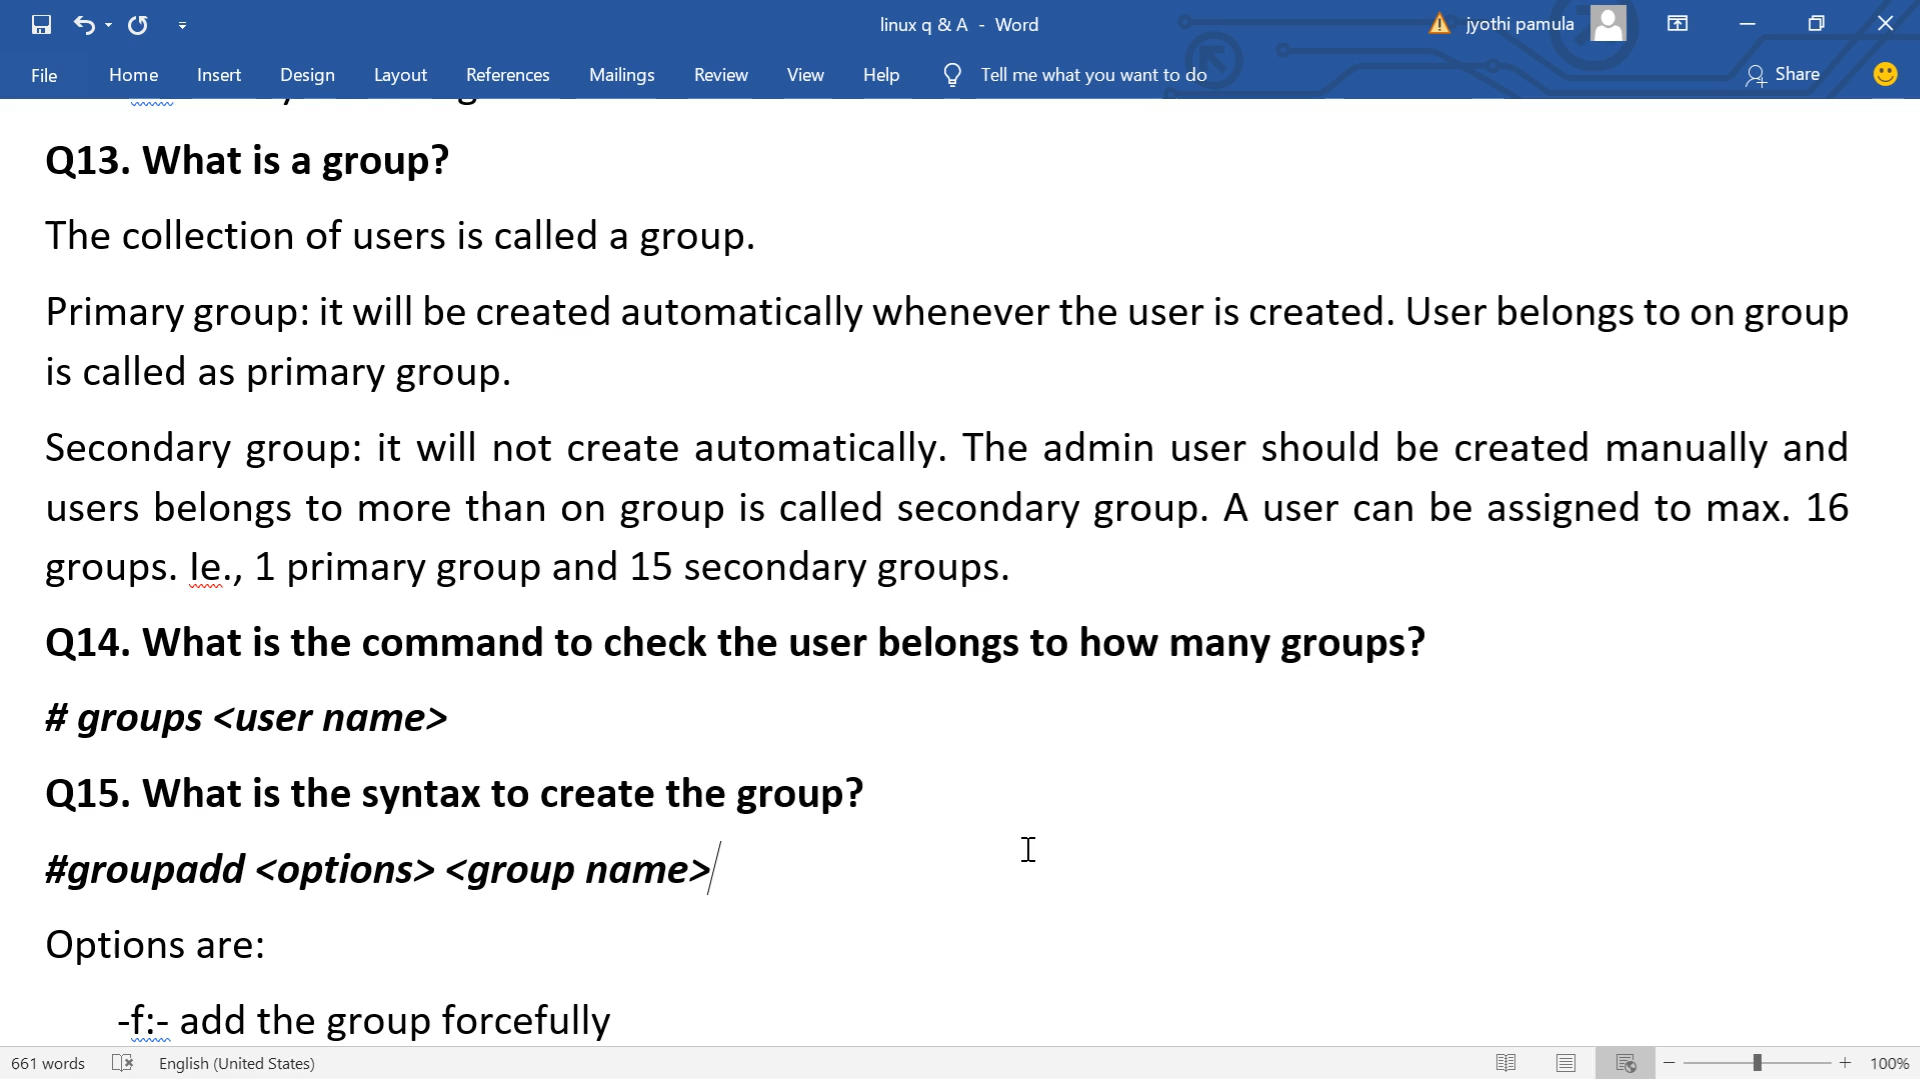 linux q & A - Word
jyothi pamula
File Home Insert Design Layout References Mailings Review View Help Tell me what you want to do Share
Q13. What is a group?
The collection of users is called a group.
Primary group: it will be created automatically whenever the user is created. User belongs to on group
is called as primary group.
Secondary group: it will not create automatically. The admin user should be created manually and
users belongs to more than on group is called secondary group. A user can be assigned to max. 16
groups. Ie., 1 primary group and 15 secondary groups.
Q14. What is the command to check the user belongs to how many groups?
# groups <user name>
Q15. What is the syntax to create the group?
#groupadd <options> <group name>
Options are:
-f:- add the group forcefully
661 words English (United States) 100%